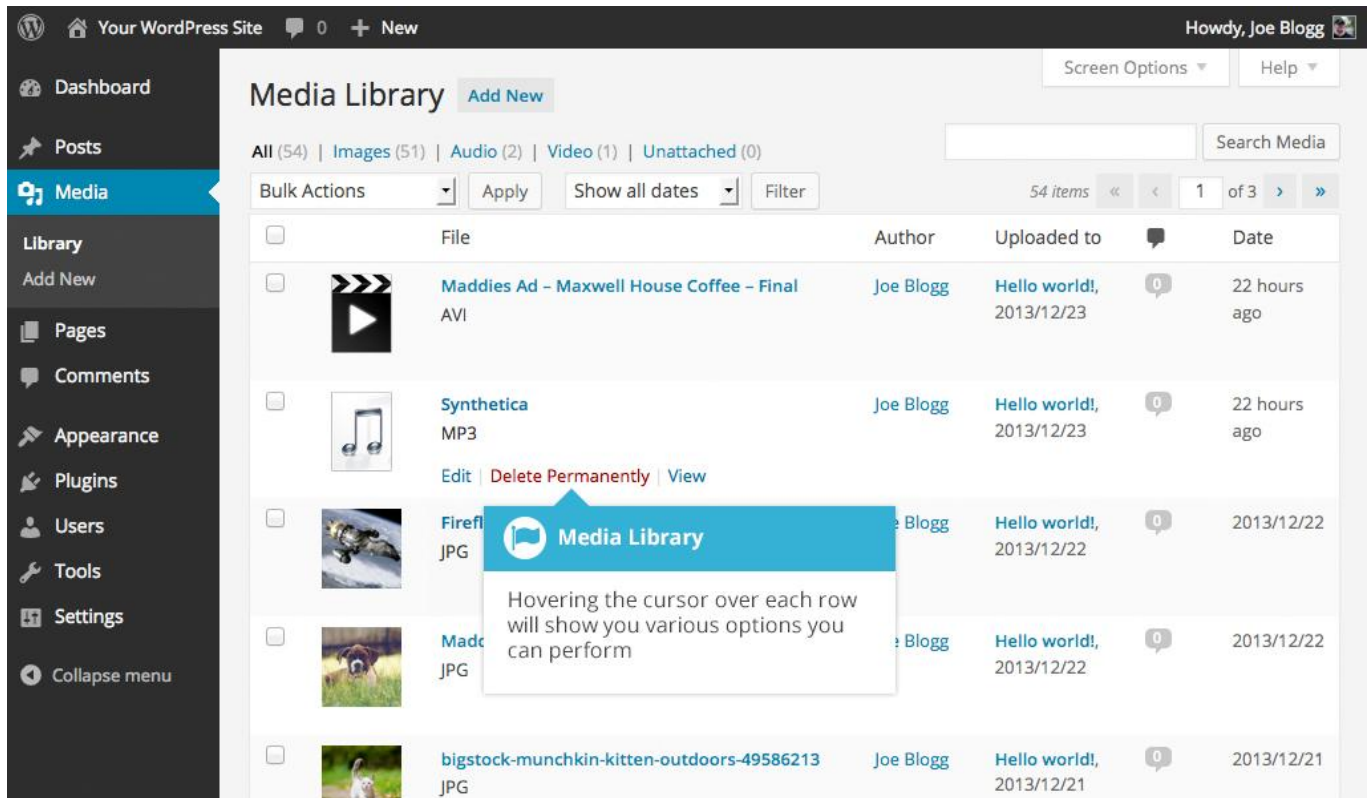 Your WordPress Site 0 + New Howdy, Joe Blogg
Screen Options Help
Dashboard
Posts
Media
Library
Add New
Pages
Comments
Appearance
Plugins
Users
Tools
Settings
Collapse menu
Media Library Add New
All (54) | Images (51) | Audio (2) | Video (1) | Unattached (0)
Search Media
Bulk Actions Apply Show all dates Filter 54 items « ‹ 1 of 3 › »
File Author Uploaded to Date
Maddies Ad – Maxwell House Coffee – Final Joe Blogg Hello world!, 0 22 hours
AVI 2013/12/23 ago
Synthetica Joe Blogg Hello world!, 0 22 hours
MP3 2013/12/23 ago
Edit | Delete Permanently | View
Blogg Hello world!, 0 2013/12/22
JPG 2013/12/22
Media Library
Hovering the cursor over each row
will show you various options you
can perform
Blogg Hello world!, 0 2013/12/22
JPG 2013/12/22
bigstock-munchkin-kitten-outdoors-49586213 Joe Blogg Hello world!, 0 2013/12/21
JPG 2013/12/21